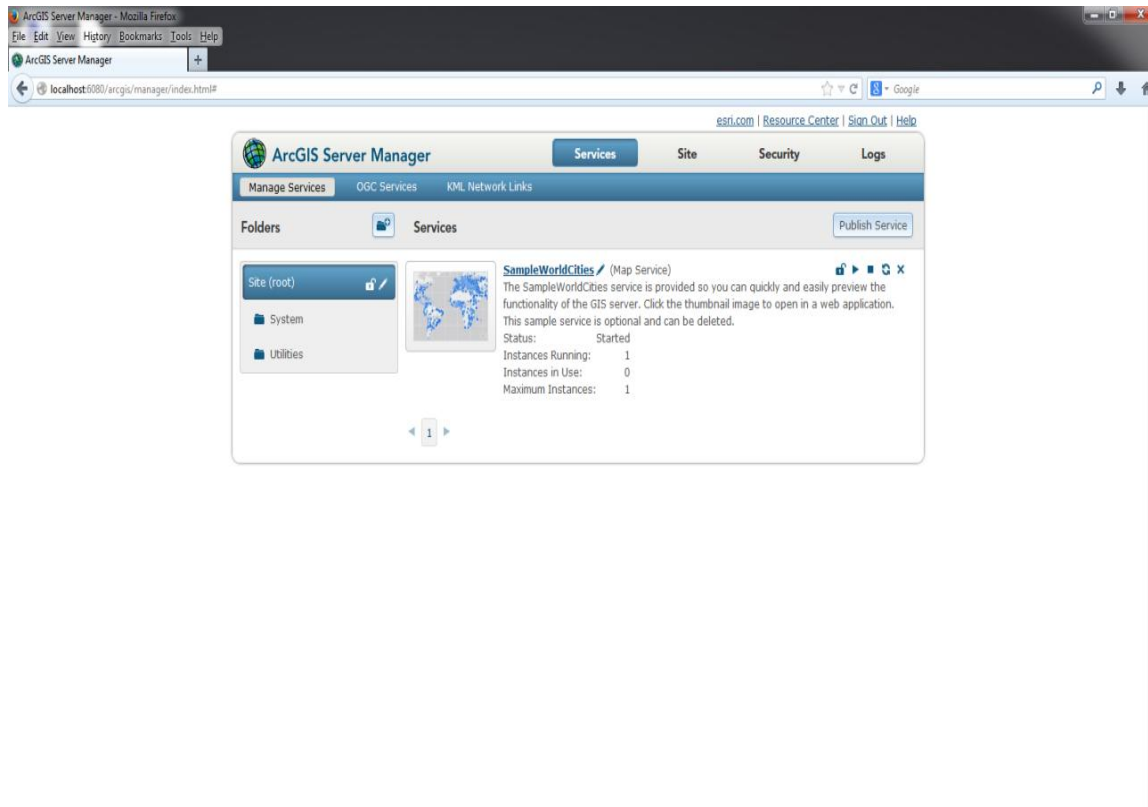 ArcGIS Server Manager - Mozilla Firefox
File Edit View History Bookmarks Tools Help
ArcGIS Server Manager +
localhost:6080/arcgis/manager/index.html# Google
esri.com | Resource Center | Sign Out | Help
ArcGIS Server Manager Services Site Security Logs
Manage Services OGC Services KML Network Links
Folders Services Publish Service
Site (root)
System
Utilities
SampleWorldCities (Map Service)
The SampleWorldCities service is provided so you can quickly and easily preview the
functionality of the GIS server. Click the thumbnail image to open in a web application.
This sample service is optional and can be deleted.
Status: Started
Instances Running: 1
Instances in Use: 0
Maximum Instances: 1
1